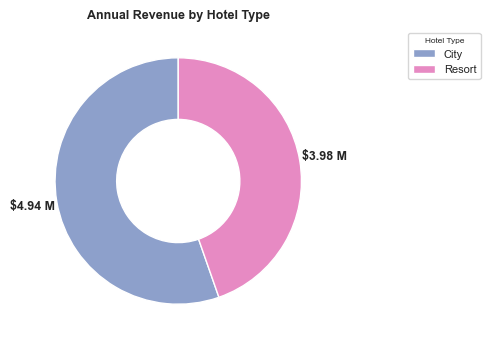 Annual Revenue by Hotel Type
Hotel Type
City
Resort
$3.98 M
$4.94 M